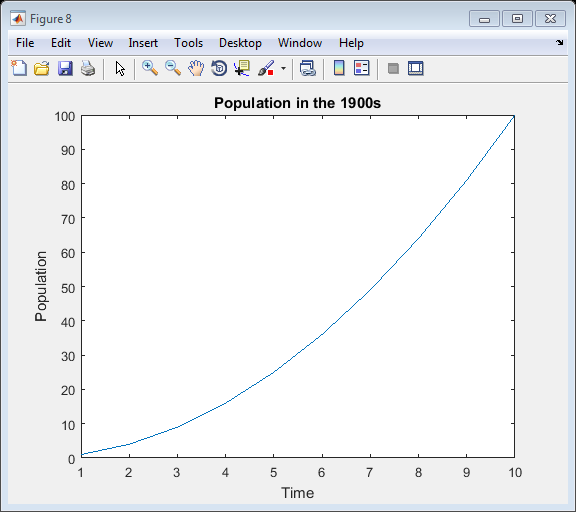 Figure 8
File Edit View Insert Tools Desktop Window Help
Population in the 1900s
100
90
80
70
60
50
40
30
20
10
0
Population
1 2 3 4 5 6 7 8 9 10
Time